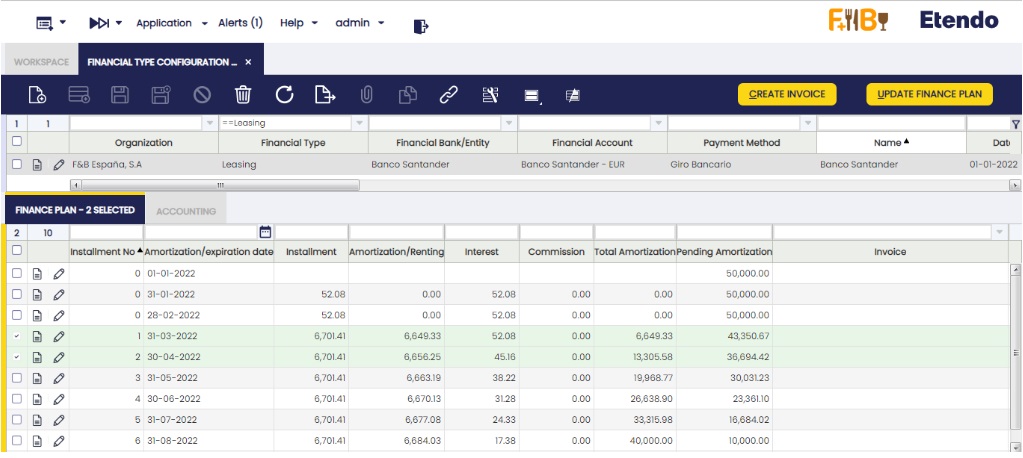 Application Alerts (1) Help admin F&B Etendo
WORKSPACE FINANCIAL TYPE CONFIGURATION ... ×
CREATE INVOICE UPDATE FINANCE PLAN
1 1 ==Leasing
Organization Financial Type Financial Bank/Entity Financial Account Payment Method Name Dat
F&B España, S.A Leasing Banco Santander Banco Santander - EUR Giro Bancario Banco Santander 01-01-2022
FINANCE PLAN - 2 SELECTED ACCOUNTING
2 10
Installment No Amortization/expiration date Installment Amortization/Renting Interest Commission Total Amortization Pending Amortization Invoice
0 01-01-2022 50,000.00
0 31-01-2022 52.08 0.00 52.08 0.00 0.00 50,000.00
0 28-02-2022 52.08 0.00 52.08 0.00 0.00 50,000.00
1 31-03-2022 6,701.41 6,649.33 52.08 0.00 6,649.33 43,350.67
2 30-04-2022 6,701.41 6,656.25 45.16 0.00 13,305.58 36,694.42
3 31-05-2022 6,701.41 6,663.19 38.22 0.00 19,968.77 30,031.23
4 30-06-2022 6,701.41 6,670.13 31.28 0.00 26,638.90 23,361.10
5 31-07-2022 6,701.41 6,677.08 24.33 0.00 33,315.98 16,684.02
6 31-08-2022 6,701.41 6,684.03 17.38 0.00 40,000.00 10,000.00